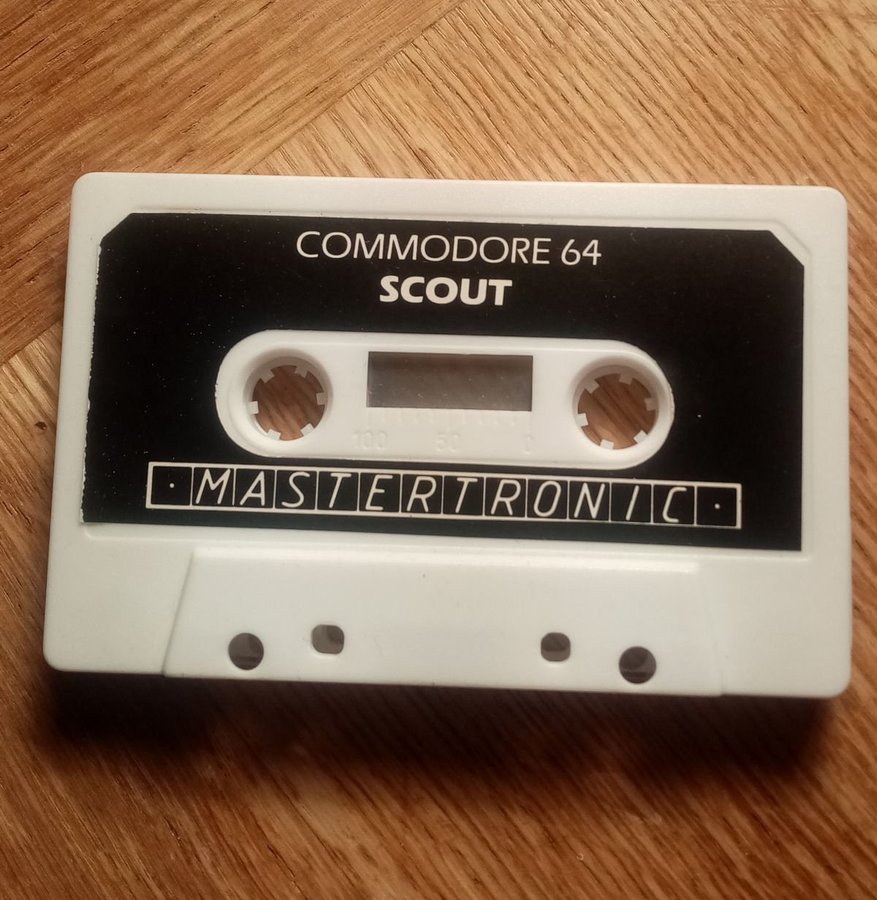 COMMODORE 64
SCOUT
100 50 0
· MASTERTRONIC ·